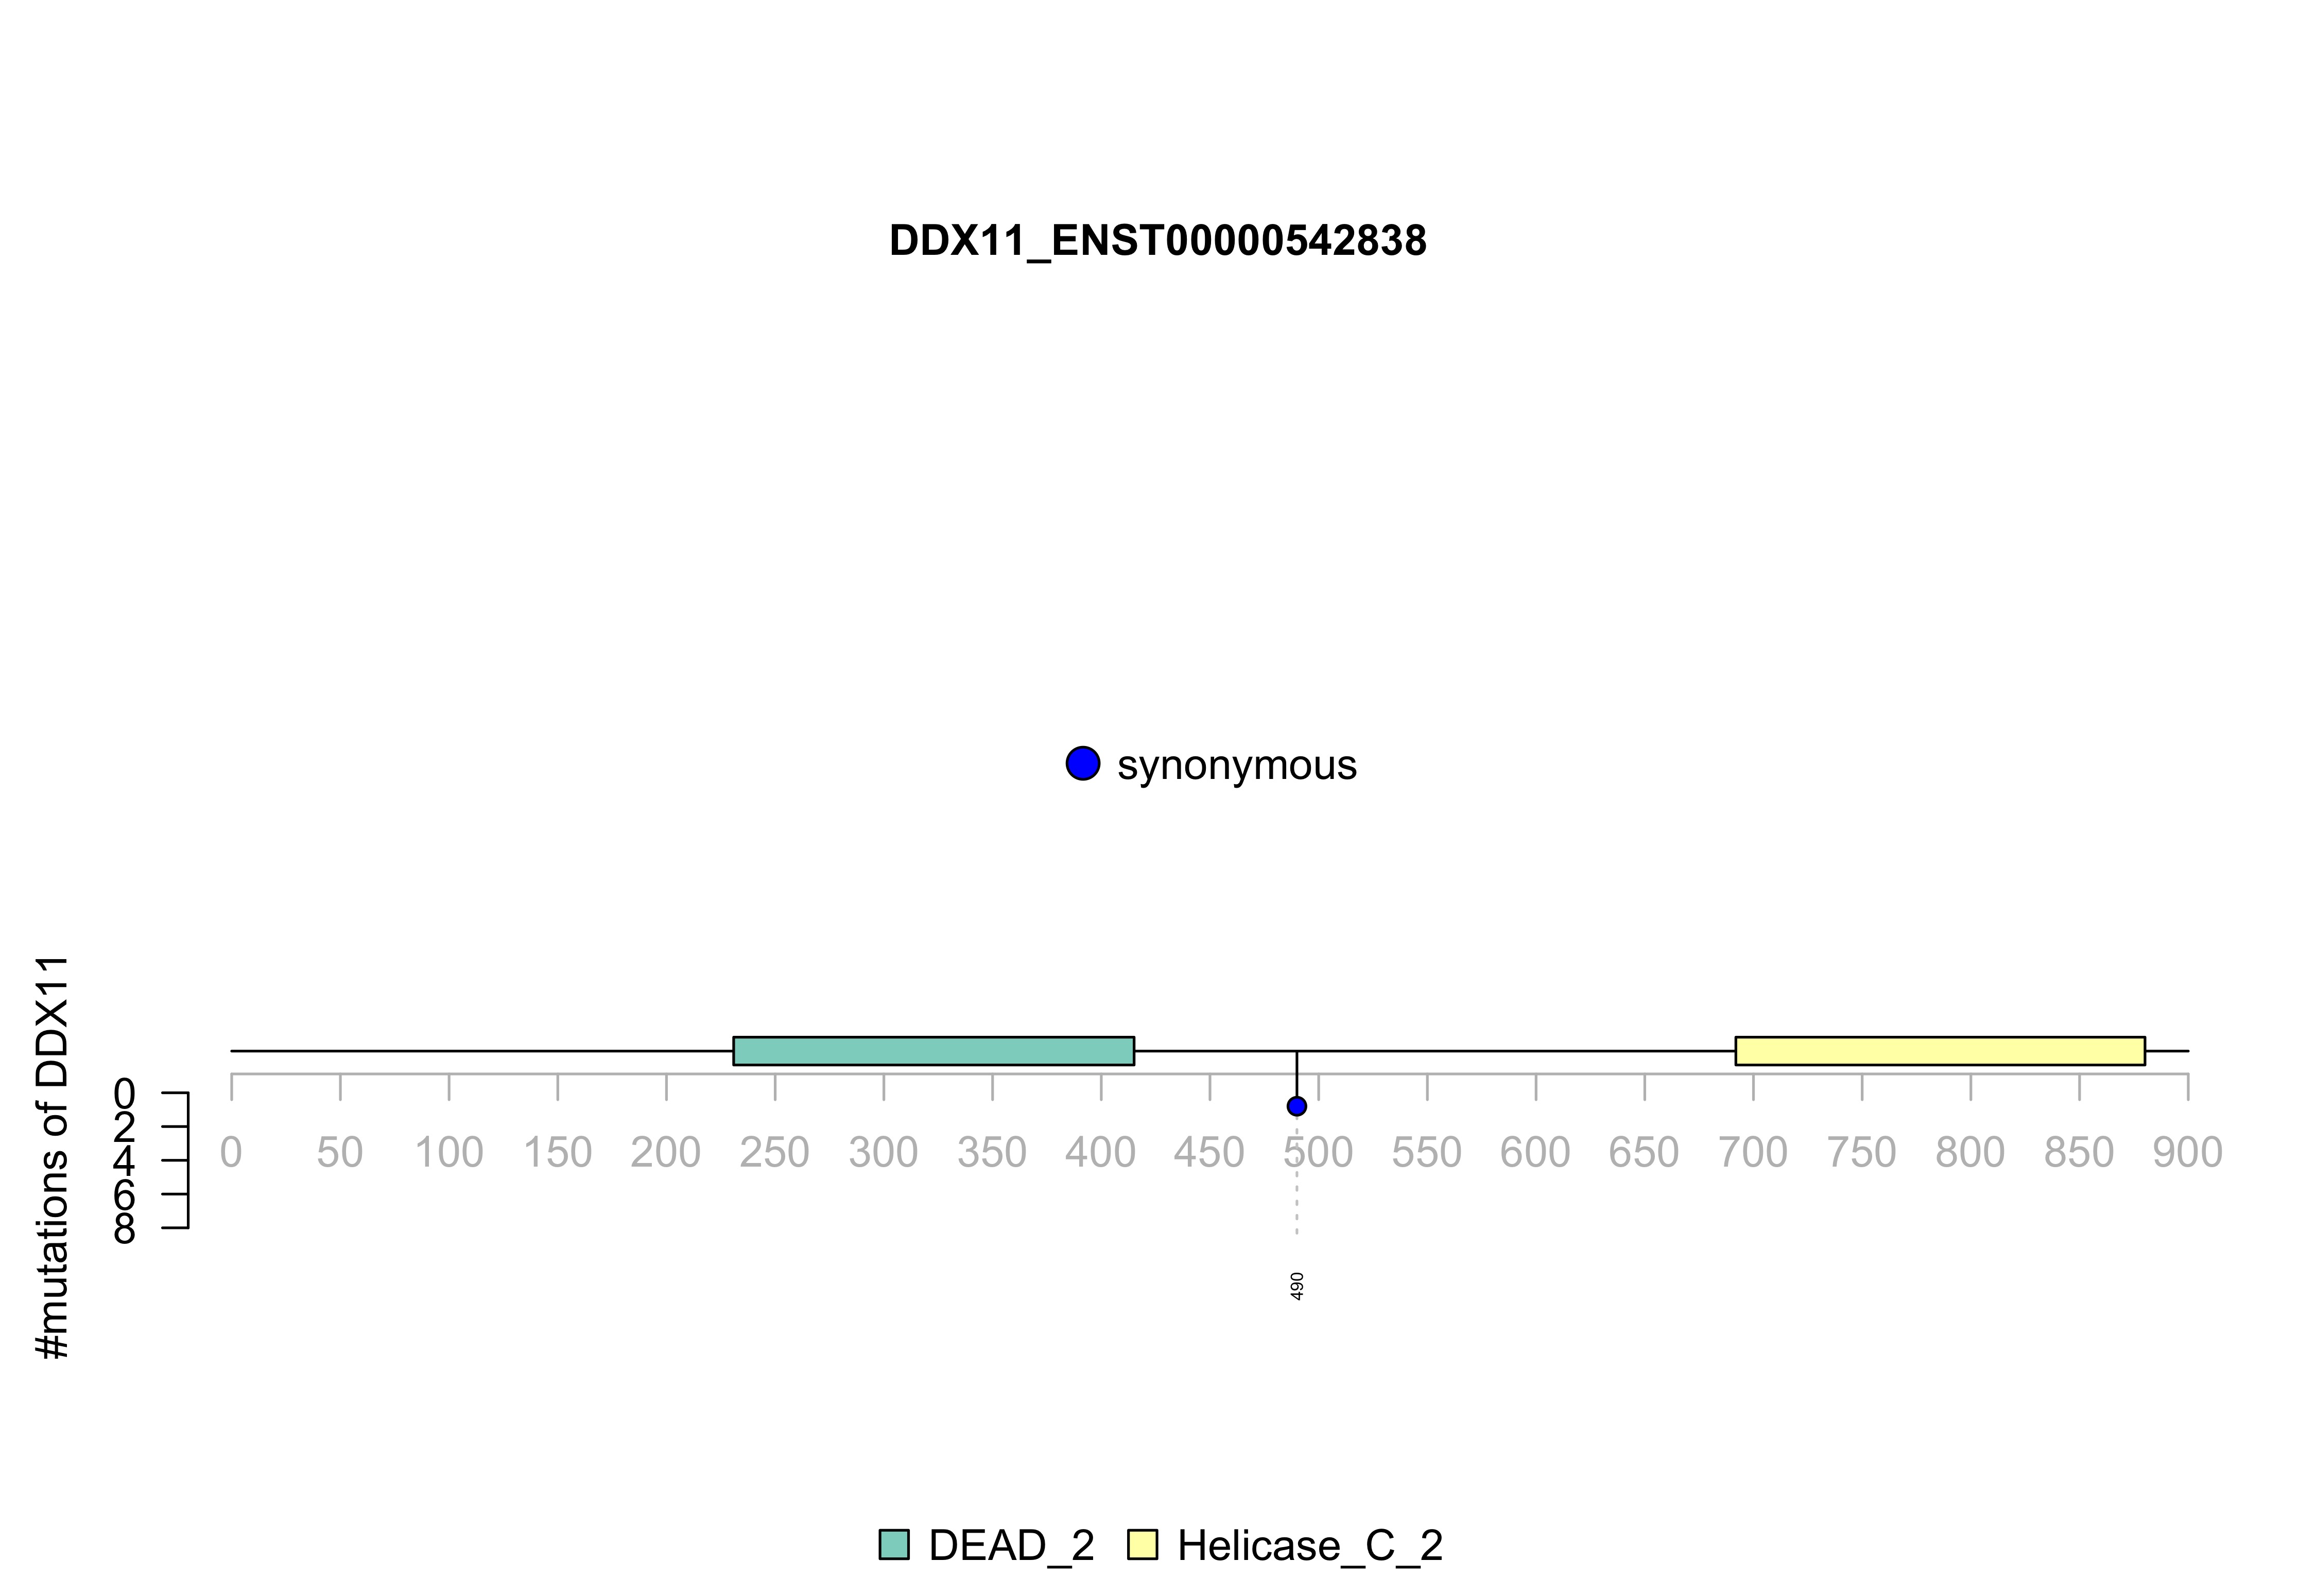 DDX11_ENST00000542838
synonymous
#mutations of DDX11
0
2
4
6
8
0 50 100 150 200 250 300 350 400 450 500 550 600 650 700 750 800 850 900
490
DEAD_2 Helicase_C_2